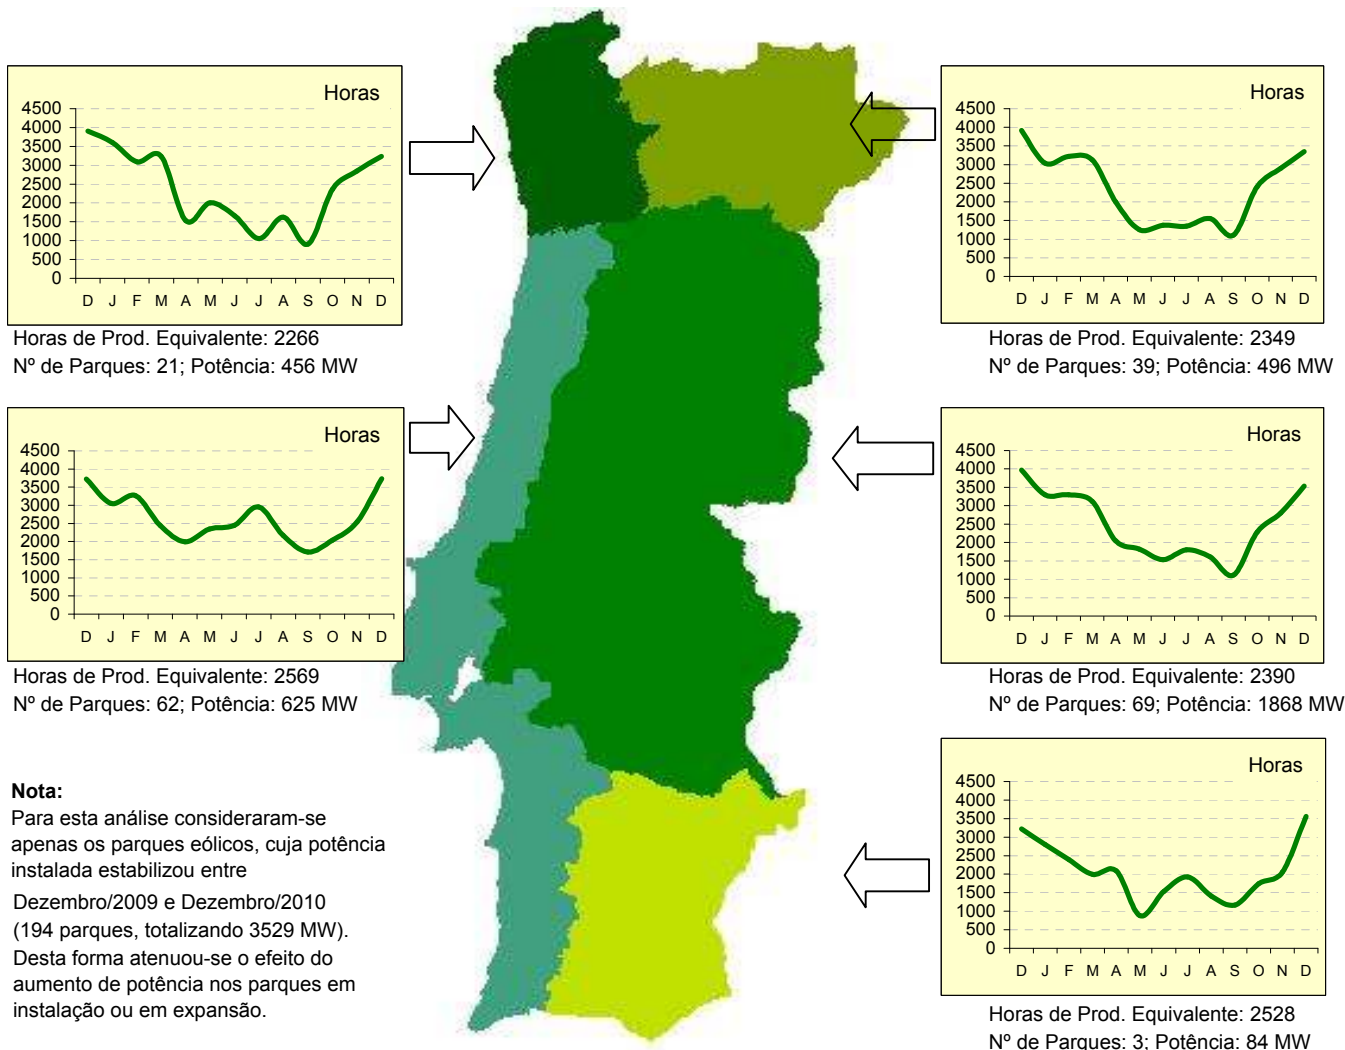 Horas
4500
4000
3500
3000
2500
2000
1500
1000
500
0
D J F M A M J J A S O N D
Horas de Prod. Equivalente: 2266
Nº de Parques: 21; Potência: 456 MW
Horas
4500
4000
3500
3000
2500
2000
1500
1000
500
0
D J F M A M J J A S O N D
Horas de Prod. Equivalente: 2349
Nº de Parques: 39; Potência: 496 MW
Horas
4500
4000
3500
3000
2500
2000
1500
1000
500
0
D J F M A M J J A S O N D
Horas de Prod. Equivalente: 2569
Nº de Parques: 62; Potência: 625 MW
Horas
4500
4000
3500
3000
2500
2000
1500
1000
500
0
D J F M A M J J A S O N D
Horas de Prod. Equivalente: 2390
Nº de Parques: 69; Potência: 1868 MW
Nota:
Para esta análise consideraram-se
apenas os parques eólicos, cuja potência
instalada estabilizou entre
Dezembro/2009 e Dezembro/2010
(194 parques, totalizando 3529 MW).
Desta forma atenuou-se o efeito do
aumento de potência nos parques em
instalação ou em expansão.
Horas
5000
4500
4000
3500
3000
2500
2000
1500
1000
500
0
D J F M A M J J A S O N D
Horas de Prod. Equivalente: 2528
Nº de Parques: 3; Potência: 84 MW